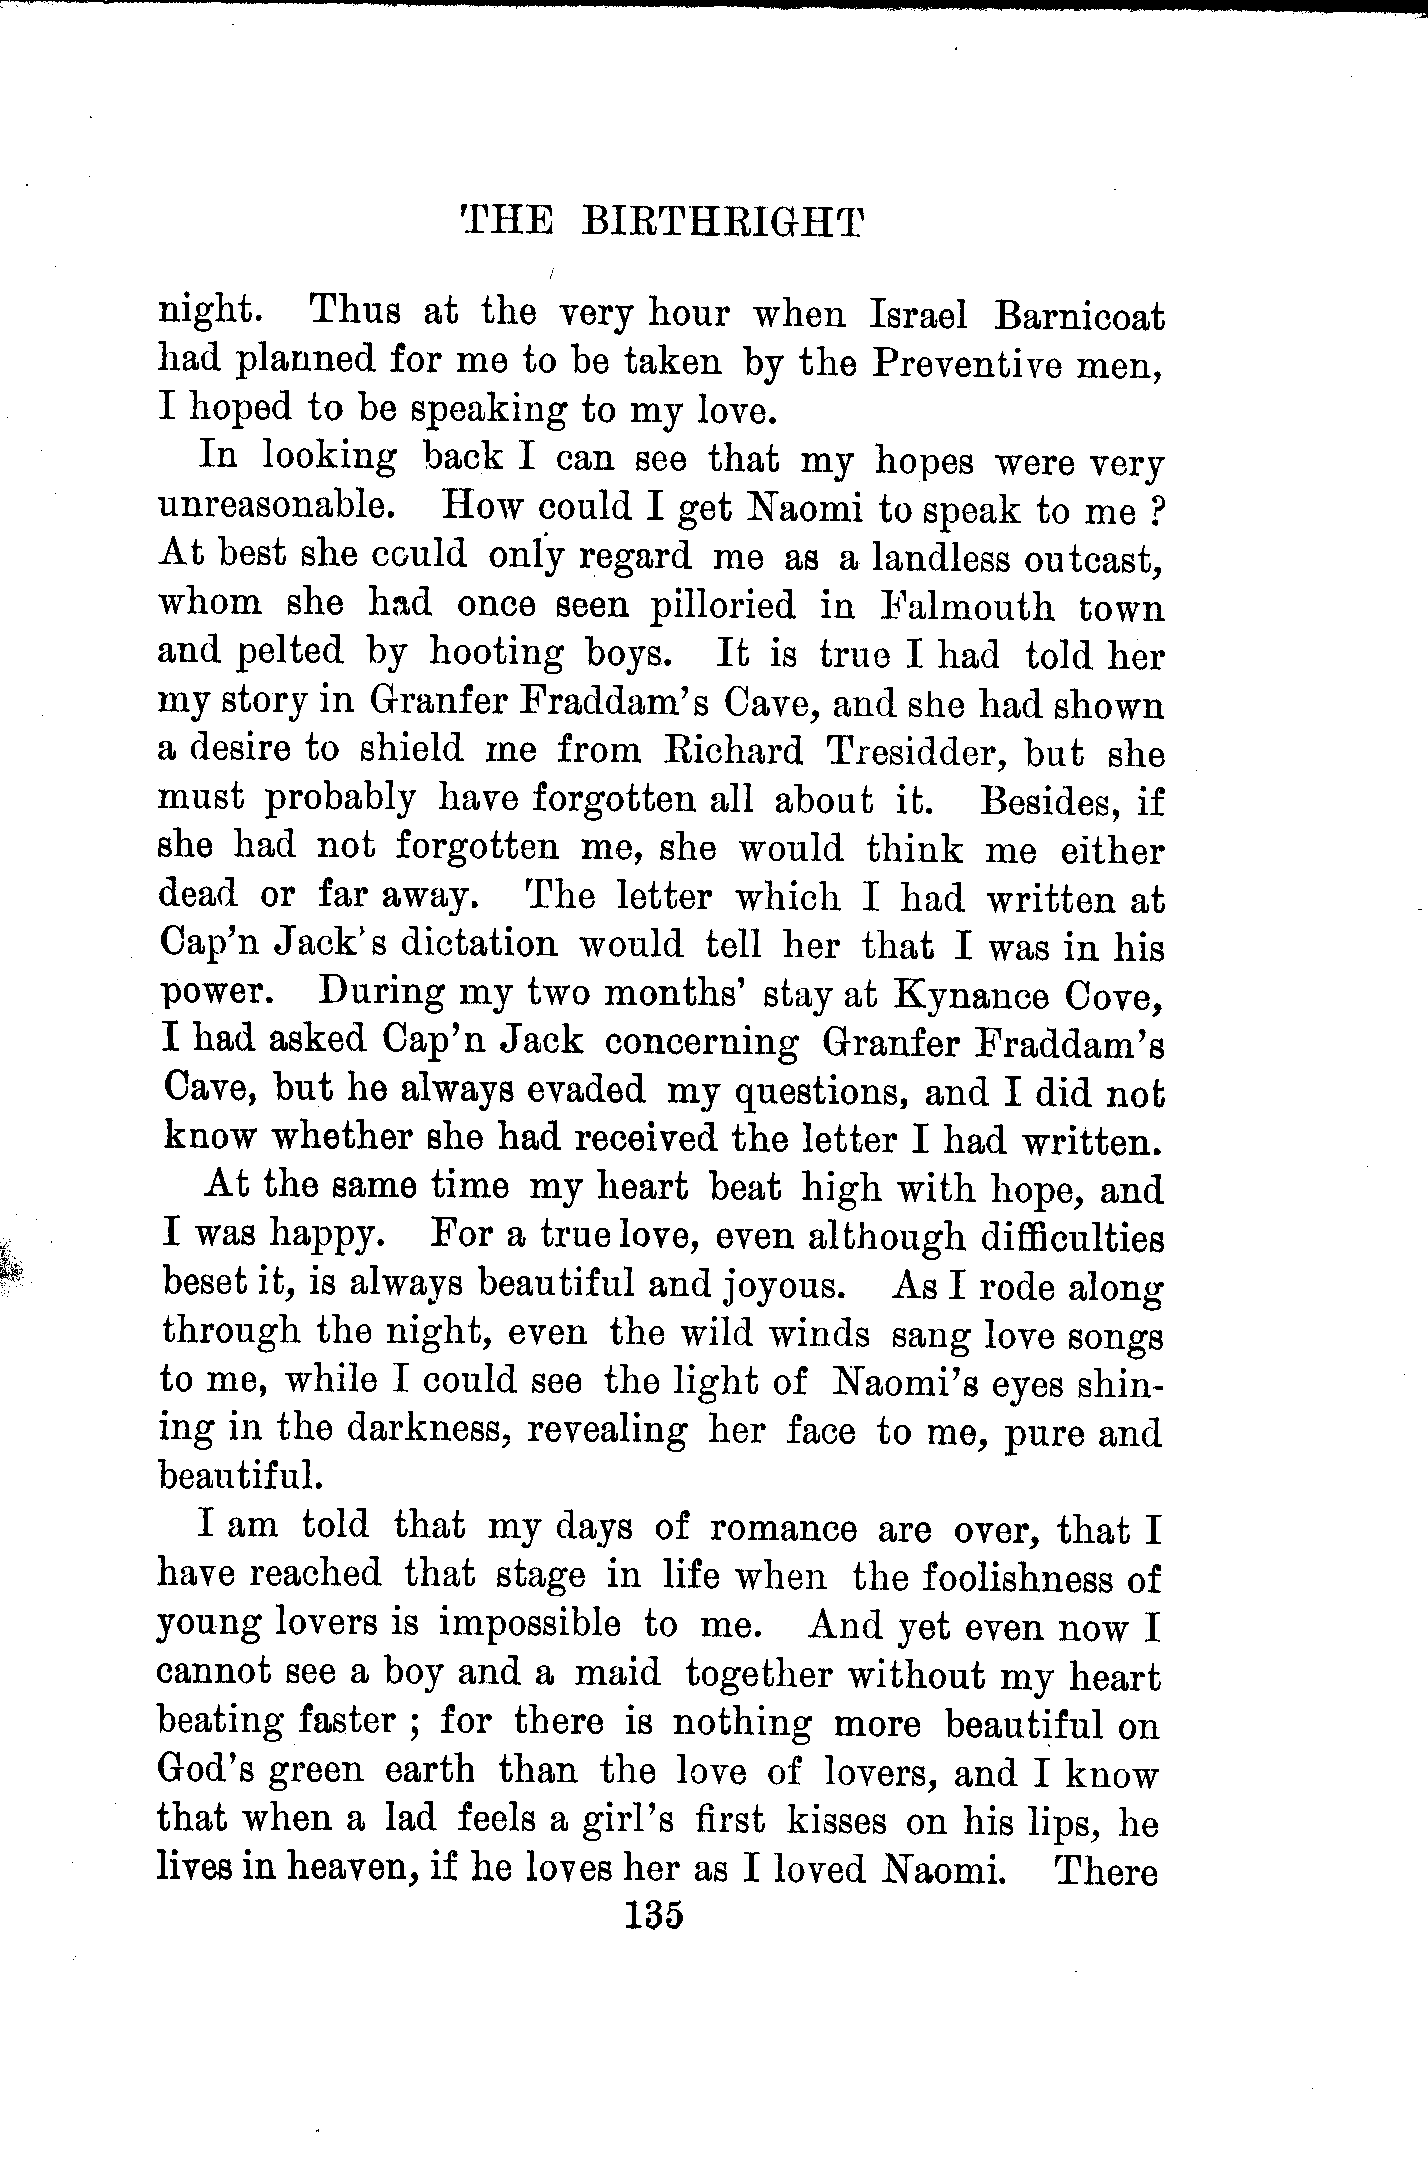 THE BIRTHRIGHT
night. Thus at the very hour when Israel Barnicoat
had planned for me to be taken by the Preventive men,
I hoped to be speaking to my love.
In looking back I can see that my hopes were very
unreasonable. How could I get Naomi to speak to me ?
At best she could only regard me as a landless outcast,
whom she had once seen pilloried in Falmouth town
and pelted by hooting boys. It is true I had told her
my story in Granfer Fraddam's Cave, and she had shown
a desire to shield me from Richard Tresidder, but she
must probably have forgotten all about it. Besides, if
she had not forgotten me, she would think me either
dead or far away. The letter which I had written at
Cap'n Jack's dictation would tell her that I was in his
power. During my two months' stay at Kynance Cove,
I had asked Cap'n Jack concerning Granfer Fraddam's
Cave, but he always evaded my questions, and I did not
know whether she had received the letter I had written.
At the same time my heart beat high with hope, and
I was happy. For a true love, even although difficulties
beset it, is always beautiful and joyous. As I rode along
through the night, even the wild winds sang love songs
to me, while I could see the light of Naomi's eyes shin-
ing in the darkness, revealing her face to me, pure and
beautiful.
I am told that my days of romance are over, that I
have reached that stage in life when the foolishness of
young lovers is impossible to me. And yet even now I
cannot see a boy and a maid together without my heart
beating faster ; for there is nothing more beautiful on
God's green earth than the love of lovers, and I know
that when a lad feels a girl's first kisses on his lips, he
lives in heaven, if he loves her as I loved Naomi. There
135